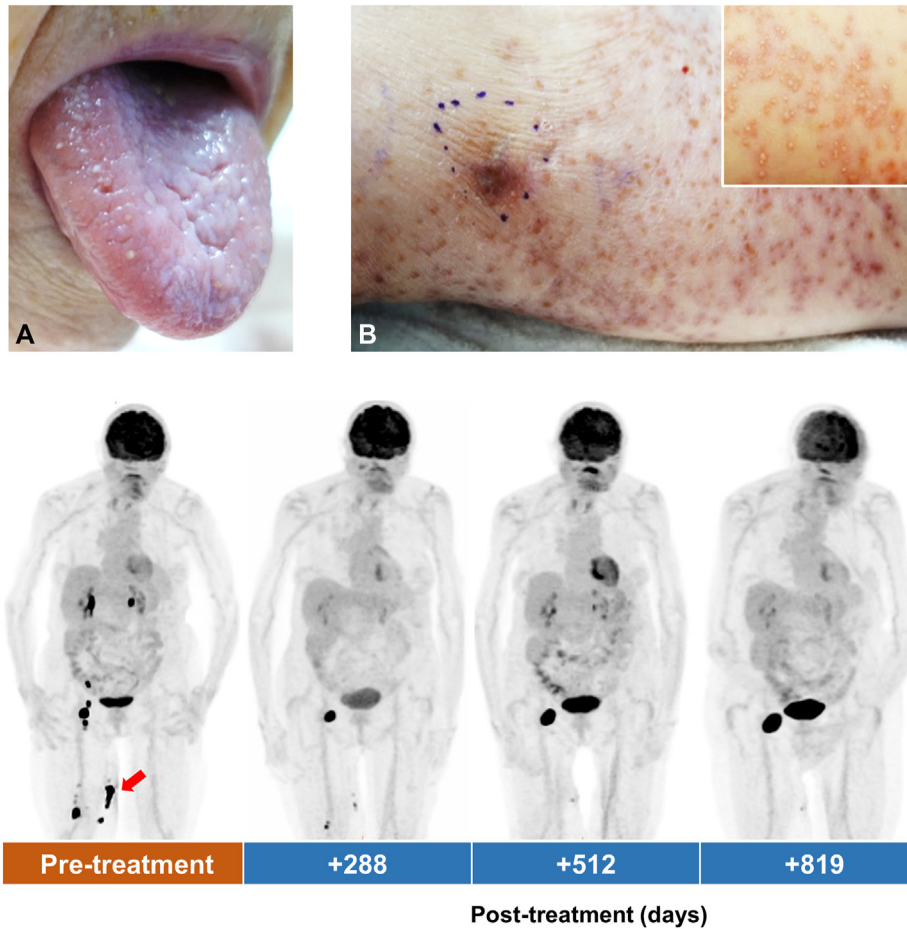 A
B
Pre-treatment
+288
+512
+819
Post-treatment (days)